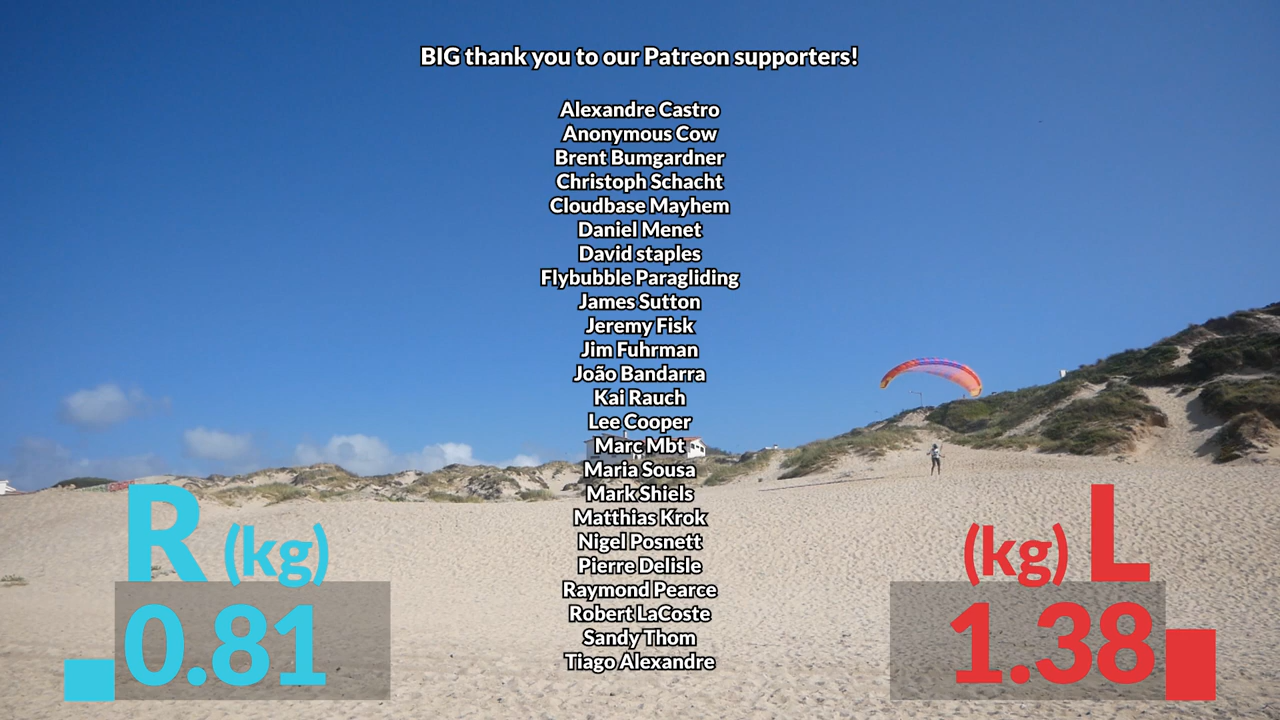 BIG thank you to our Patreon supporters!
Alexandre Castro
Anonymous Cow
Brent Bumgardner
Christoph Schacht
Cloudbase Mayhem
Daniel Menet
David staples
Flybubble Paragliding
James Sutton
Jeremy Fisk
Jim Fuhrman
João Bandarra
Kai Rauch
Lee Cooper
Març Mbt
Maria Sousa
Mark Shiels
Matthias Krok
Nigel Posnett
Pierre Delisle
Raymond Pearce
Robert LaCoste
Sandy Thom
Tiago Alexandre
R (kg)
0.81
(kg) L
1.38